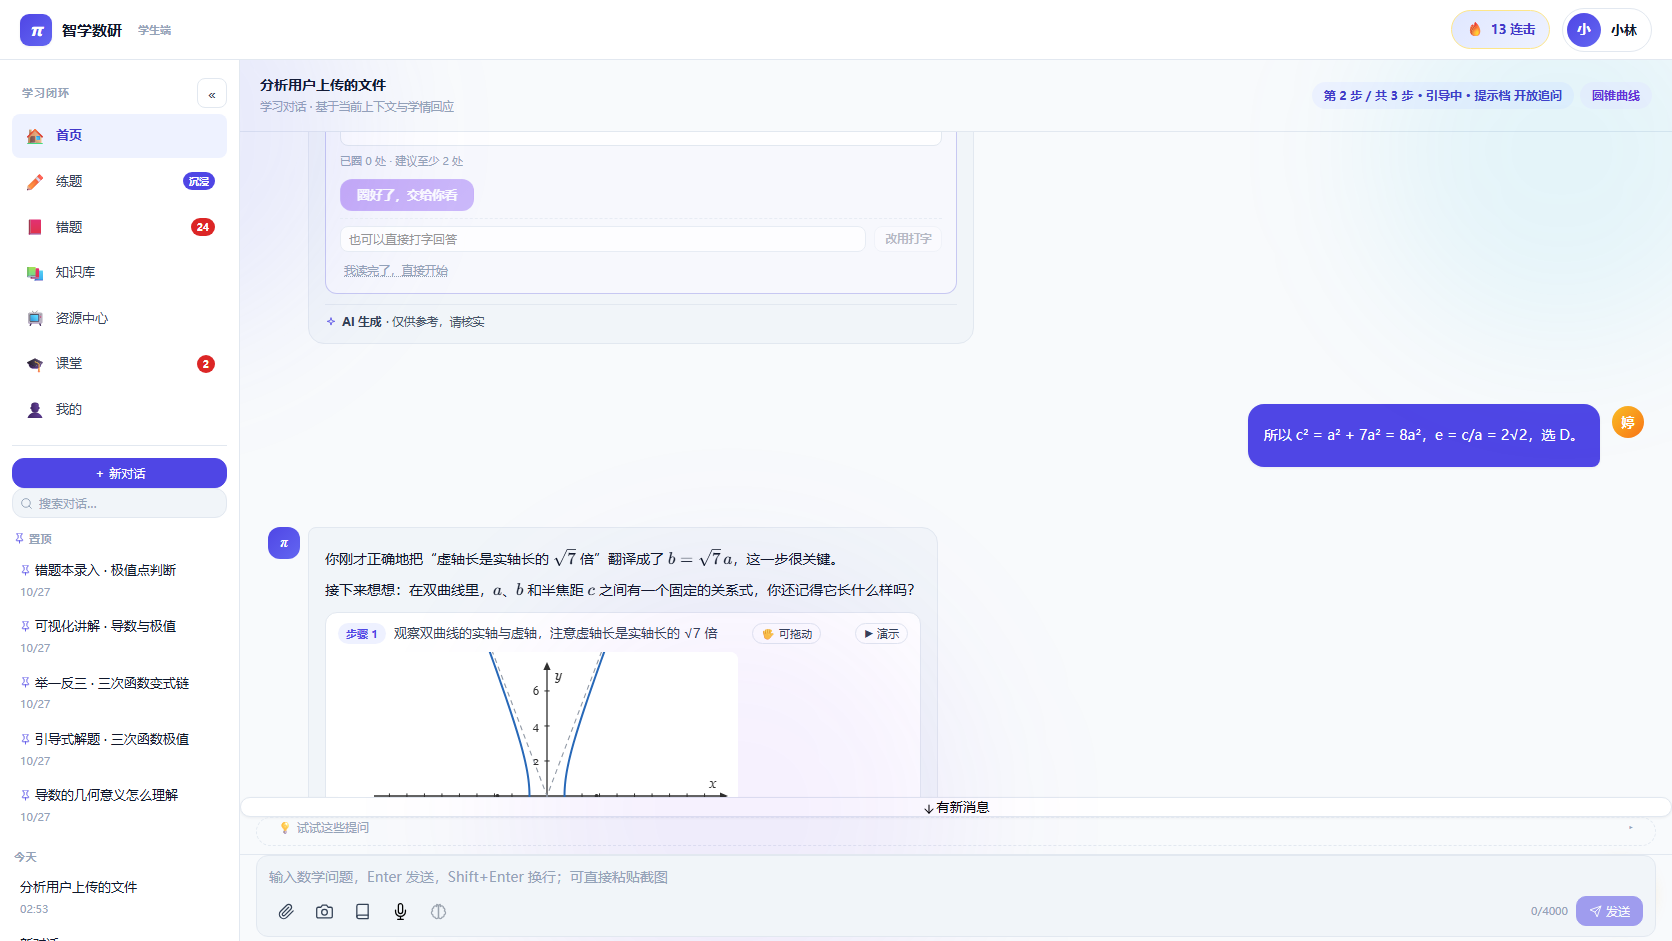 π 智学数研 学生端
13 连击
小 小林
学习闭环
«
首页
练题 沉浸
错题 24
知识库
资源中心
课堂 2
我的
+ 新对话
搜索对话...
置顶
错题本录入 · 极值点判断
10/27
可视化讲解 · 导数与极值
10/27
举一反三 · 三次函数变式链
10/27
引导式解题 · 三次函数极值
10/27
导数的几何意义怎么理解
10/27
今天
分析用户上传的文件
02:53
分析用户上传的文件
学习对话 · 基于当前上下文与学情回应
第 2 步 / 共 3 步 • 引导中 • 提示档 开放追问
圆锥曲线
已圈 0 处 · 建议至少 2 处
圈好了，交给你看
也可以直接打字回答
改用打字
我读完了，直接开始
AI 生成 · 仅供参考，请核实
所以 c² = a² + 7a² = 8a²，e = c/a = 2√2，选 D。
婷
π
你刚才正确地把“虚轴长是实轴长的 √7 倍”翻译成了 b = √7 a，这一步很关键。
接下来想想：在双曲线里，a、b 和半焦距 c 之间有一个固定的关系式，你还记得它长什么样吗？
步骤 1 观察双曲线的实轴与虚轴，注意虚轴长是实轴长的 √7 倍
可拖动
▶ 演示
y
6
4
2
x
↓有新消息
试试这些提问
输入数学问题，Enter 发送，Shift+Enter 换行；可直接粘贴截图
0/4000
发送